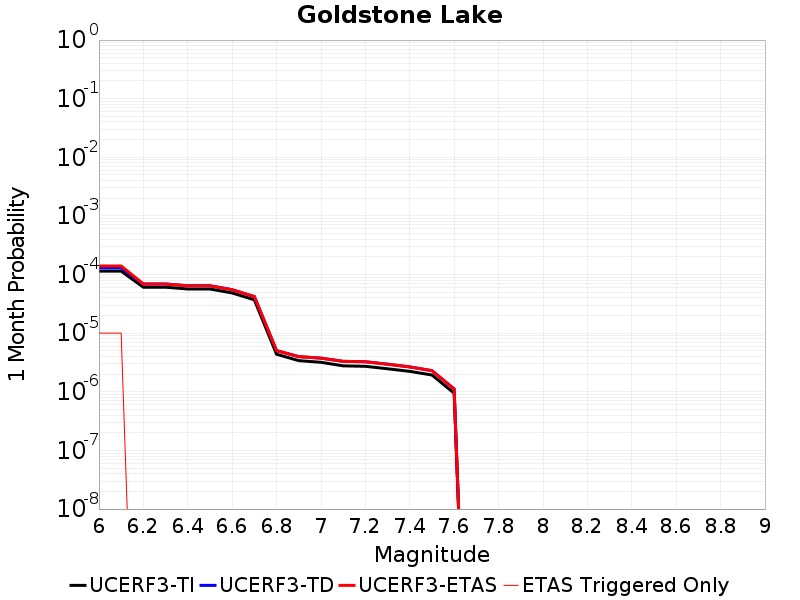 Goldstone Lake
1 Month Probability
10^0
10^-1
10^-2
10^-3
10^-4
10^-5
10^-6
10^-7
10^-8
6 6.2 6.4 6.6 6.8 7 7.2 7.4 7.6 7.8 8 8.2 8.4 8.6 8.8 9
Magnitude
UCERF3-TI UCERF3-TD UCERF3-ETAS ETAS Triggered Only